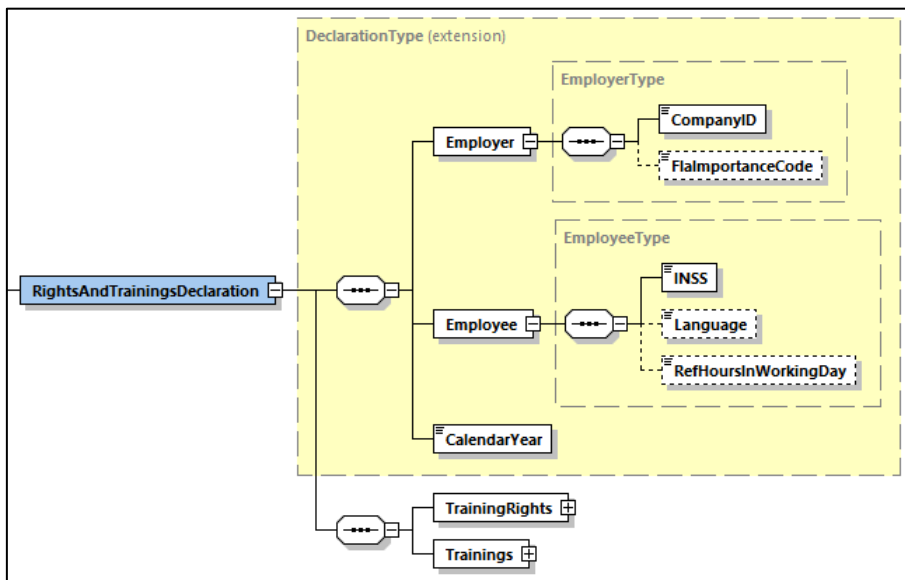 DeclarationType (extension)
EmployerType
CompanyID
Employer
FlaImportanceCode
EmployeeType
INSS
RightsAndTrainingsDeclaration
Employee
Language
RefHoursInWorkingDay
CalendarYear
TrainingRights
Trainings